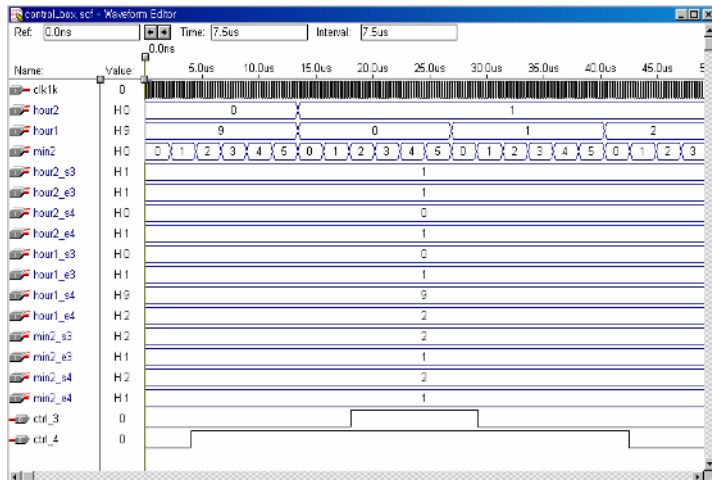 control_box.scf - Waveform Editor
Ref: 0.0ns Time: 7.5us Interval: 7.5us
0.0ns
Name: Value: 5.0us 10.0us 15.0us 20.0us 25.0us 30.0us 35.0us 40.0us 45.0us 5
clk1k 0
hour2 H0 0 1
hour1 H9 9 0 1 2
min2 H0 0 1 2 3 4 5 0 1 2 3 4 5 0 1 2 3 4 5 0 1 2 3
hour2_s3 H1 1
hour2_e3 H1 1
hour2_s4 H0 0
hour2_e4 H1 1
hour1_s3 H0 0
hour1_e3 H1 1
hour1_s4 H9 9
hour1_e4 H2 2
min2_s3 H2 2
min2_e3 H1 1
min2_s4 H2 2
min2_e4 H1 1
ctrl_3 0
ctrl_4 0